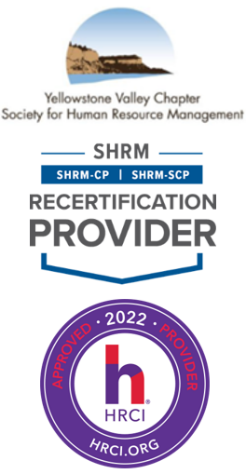 Yellowstone Valley Chapter
Society for Human Resource Management
SHRM
SHRM-CP | SHRM-SCP
RECERTIFICATION
PROVIDER
APPROVED · 2022 · PROVIDER
h
HRCI
HRCI.ORG